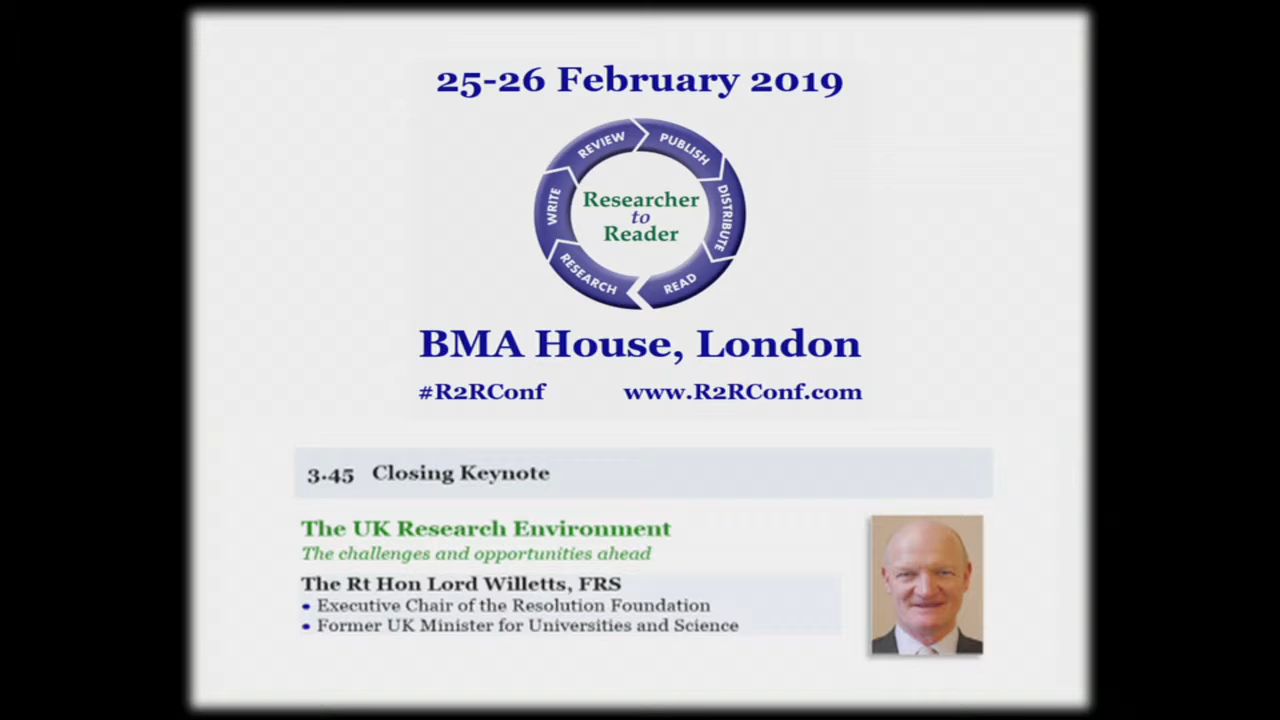 25-26 February 2019
REVIEW
PUBLISH
DISTRIBUTE
READ
RESEARCH
WRITE
Researcher
to
Reader
BMA House, London
#R2RConf www.R2RConf.com
3.45 Closing Keynote
The UK Research Environment
The challenges and opportunities ahead
The Rt Hon Lord Willetts, FRS
• Executive Chair of the Resolution Foundation
• Former UK Minister for Universities and Science